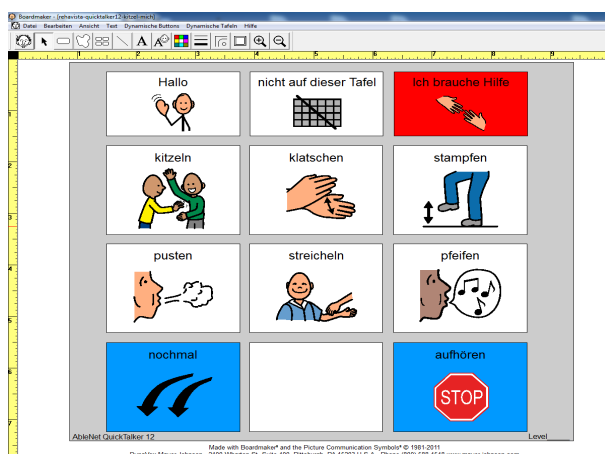 Boardmaker - [rehavista-quicktalker12-kitzel-mich]
Datei Bearbeiten Ansicht Text Dynamische Buttons Dynamische Tafeln Hilfe
Hallo
nicht auf dieser Tafel
Ich brauche Hilfe
kitzeln
klatschen
stampfen
pusten
streicheln
pfeifen
nochmal
aufhören
STOP
AbleNet QuickTalker 12
Level
Made with Boardmaker® and the Picture Communication Symbols® © 1981-2011